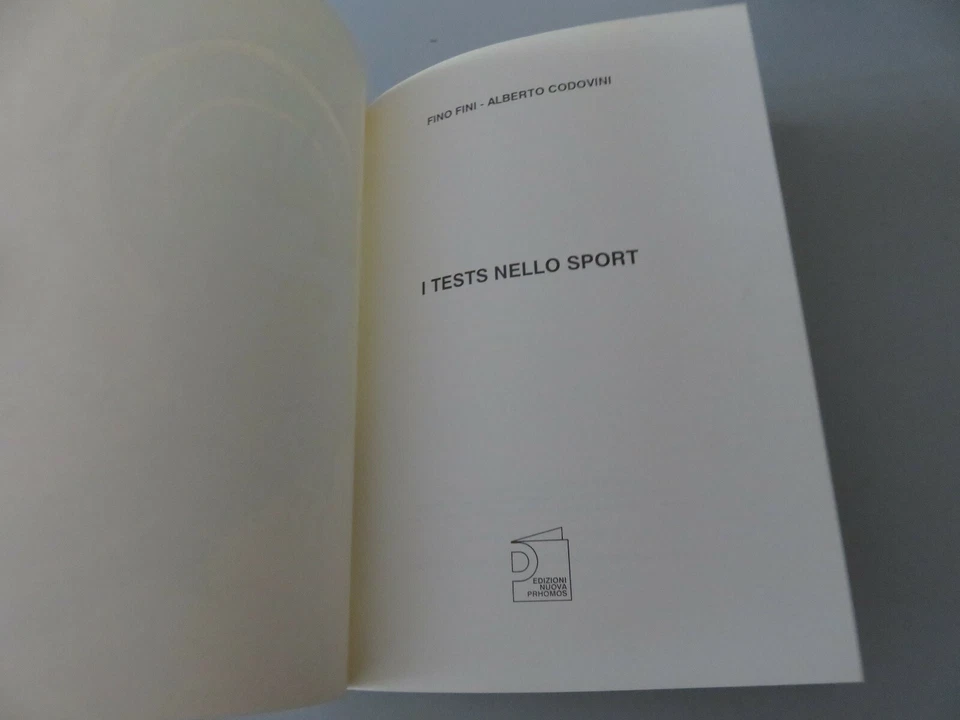 FINO FINI - ALBERTO CODOVINI
I TESTS NELLO SPORT
EDIZIONI
NUOVA
PRHOMOS